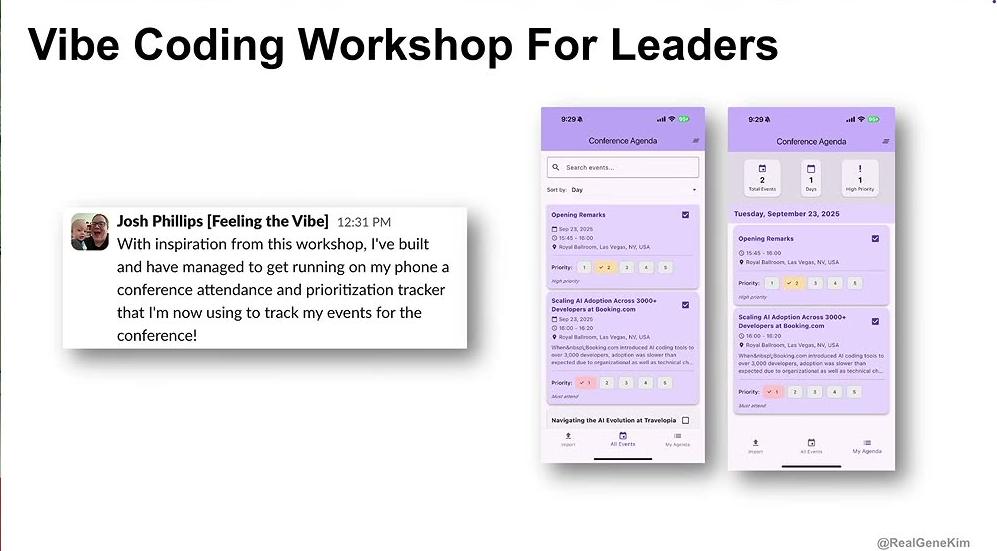 Vibe Coding Workshop For Leaders
Josh Phillips [Feeling the Vibe] 12:31 PM
With inspiration from this workshop, I've built
and have managed to get running on my phone a
conference attendance and prioritization tracker
that I'm now using to track my events for the
conference!
9:29
Conference Agenda
Search events...
Sort by: Day
Opening Remarks
Sep 23, 2025
15:45 - 16:00
Royal Ballroom, Las Vegas, NV, USA
Priority: 1 2 3 4 5
High priority
Scaling AI Adoption Across 3000+
Developers at Booking.com
Sep 23, 2025
16:00 - 16:20
Royal Ballroom, Las Vegas, NV, USA
When&nbsp\;Booking.com introduced AI coding tools to
over 3,000 developers, adoption was slower than
expected due to organizational as well as technical ch...
Priority: 1 2 3 4 5
Must attend
Navigating the AI Evolution at Travelopia
Import All Events My Agenda
9:29
Conference Agenda
2 1 1
Total Events Days High Priority
Tuesday, September 23, 2025
Opening Remarks
15:45 - 16:00
Royal Ballroom, Las Vegas, NV, USA
Priority: 1 2 3 4 5
High priority
Scaling AI Adoption Across 3000+
Developers at Booking.com
16:00 - 16:20
Royal Ballroom, Las Vegas, NV, USA
When&nbsp\;Booking.com introduced AI coding tools to
over 3,000 developers, adoption was slower than
expected due to organizational as well as technical ch...
Priority: 1 2 3 4 5
Must attend
Import All Events My Agenda
@RealGeneKim